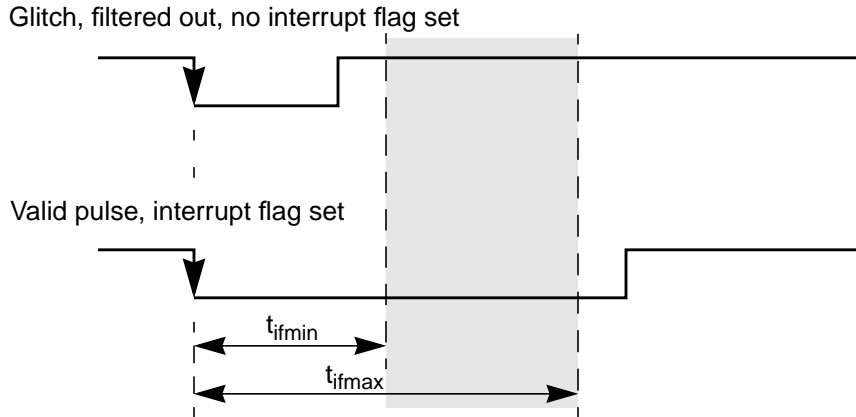 Glitch, filtered out, no interrupt flag set
Valid pulse, interrupt flag set
tifmin
tifmax